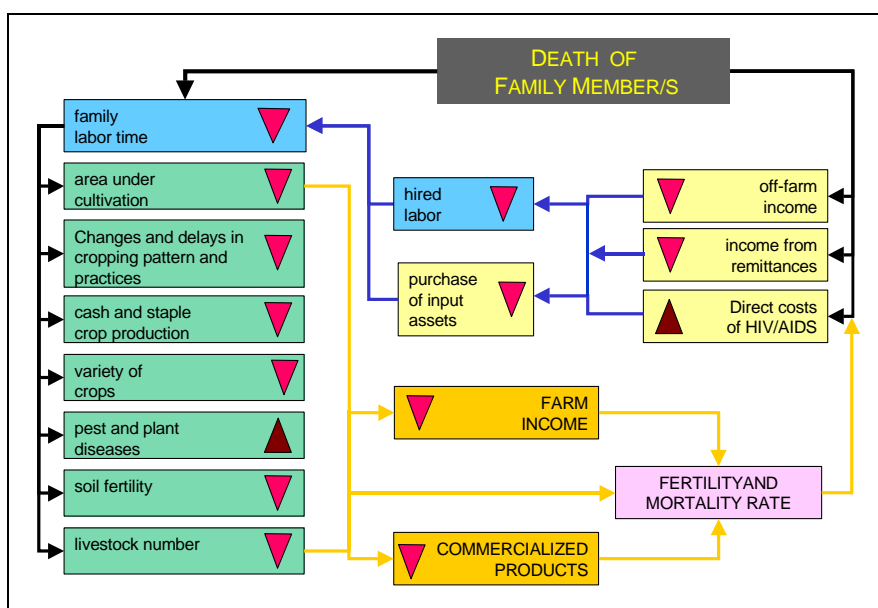 DEATH OF
FAMILY MEMBER/S
family
labor time
area under
cultivation
Changes and delays in
cropping pattern and
practices
cash and staple
crop production
variety of
crops
pest and plant
diseases
soil fertility
livestock number
hired
labor
purchase
of input
assets
off-farm
income
income from
remittances
Direct costs
of HIV/AIDS
FARM
INCOME
COMMERCIALIZED
PRODUCTS
FERTILITYAND
MORTALITY RATE